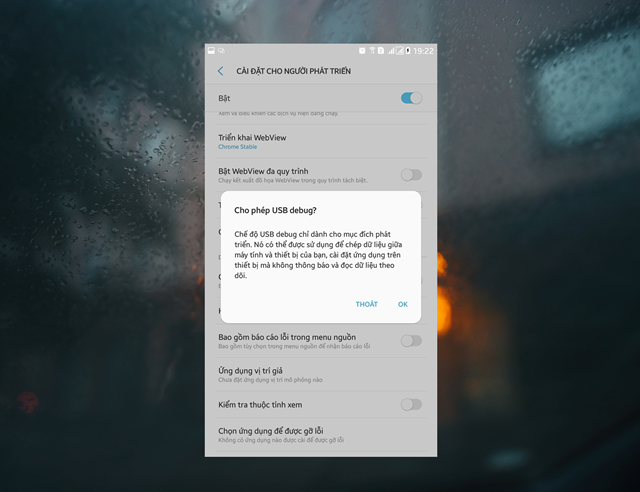 19:22
CÀI ĐẶT CHO NGƯỜI PHÁT TRIỂN
Bật
Xem và điều khiển các dịch vụ hiện đang chạy.
Triển khai WebView
Chrome Stable
Bật WebView đa quy trình
Chạy kết xuất đồ họa WebView trong quy trình tách biệt.
Cho phép USB debug?
Chế độ USB debug chỉ dành cho mục đích phát
triển. Nó có thể được sử dụng để chép dữ liệu giữa
máy tính và thiết bị của bạn, cài đặt ứng dụng trên
thiết bị mà không thông báo và đọc dữ liệu theo
dõi.
THOÁT OK
Bao gồm báo cáo lỗi trong menu nguồn
Bao gồm tùy chọn trong menu nguồn để nhận báo cáo lỗi
Ứng dụng vị trí giả
Chưa đặt ứng dụng vị trí mô phỏng nào
Kiểm tra thuộc tính xem
Chọn ứng dụng để được gỡ lỗi
Không có ứng dụng nào được cài để được gỡ lỗi